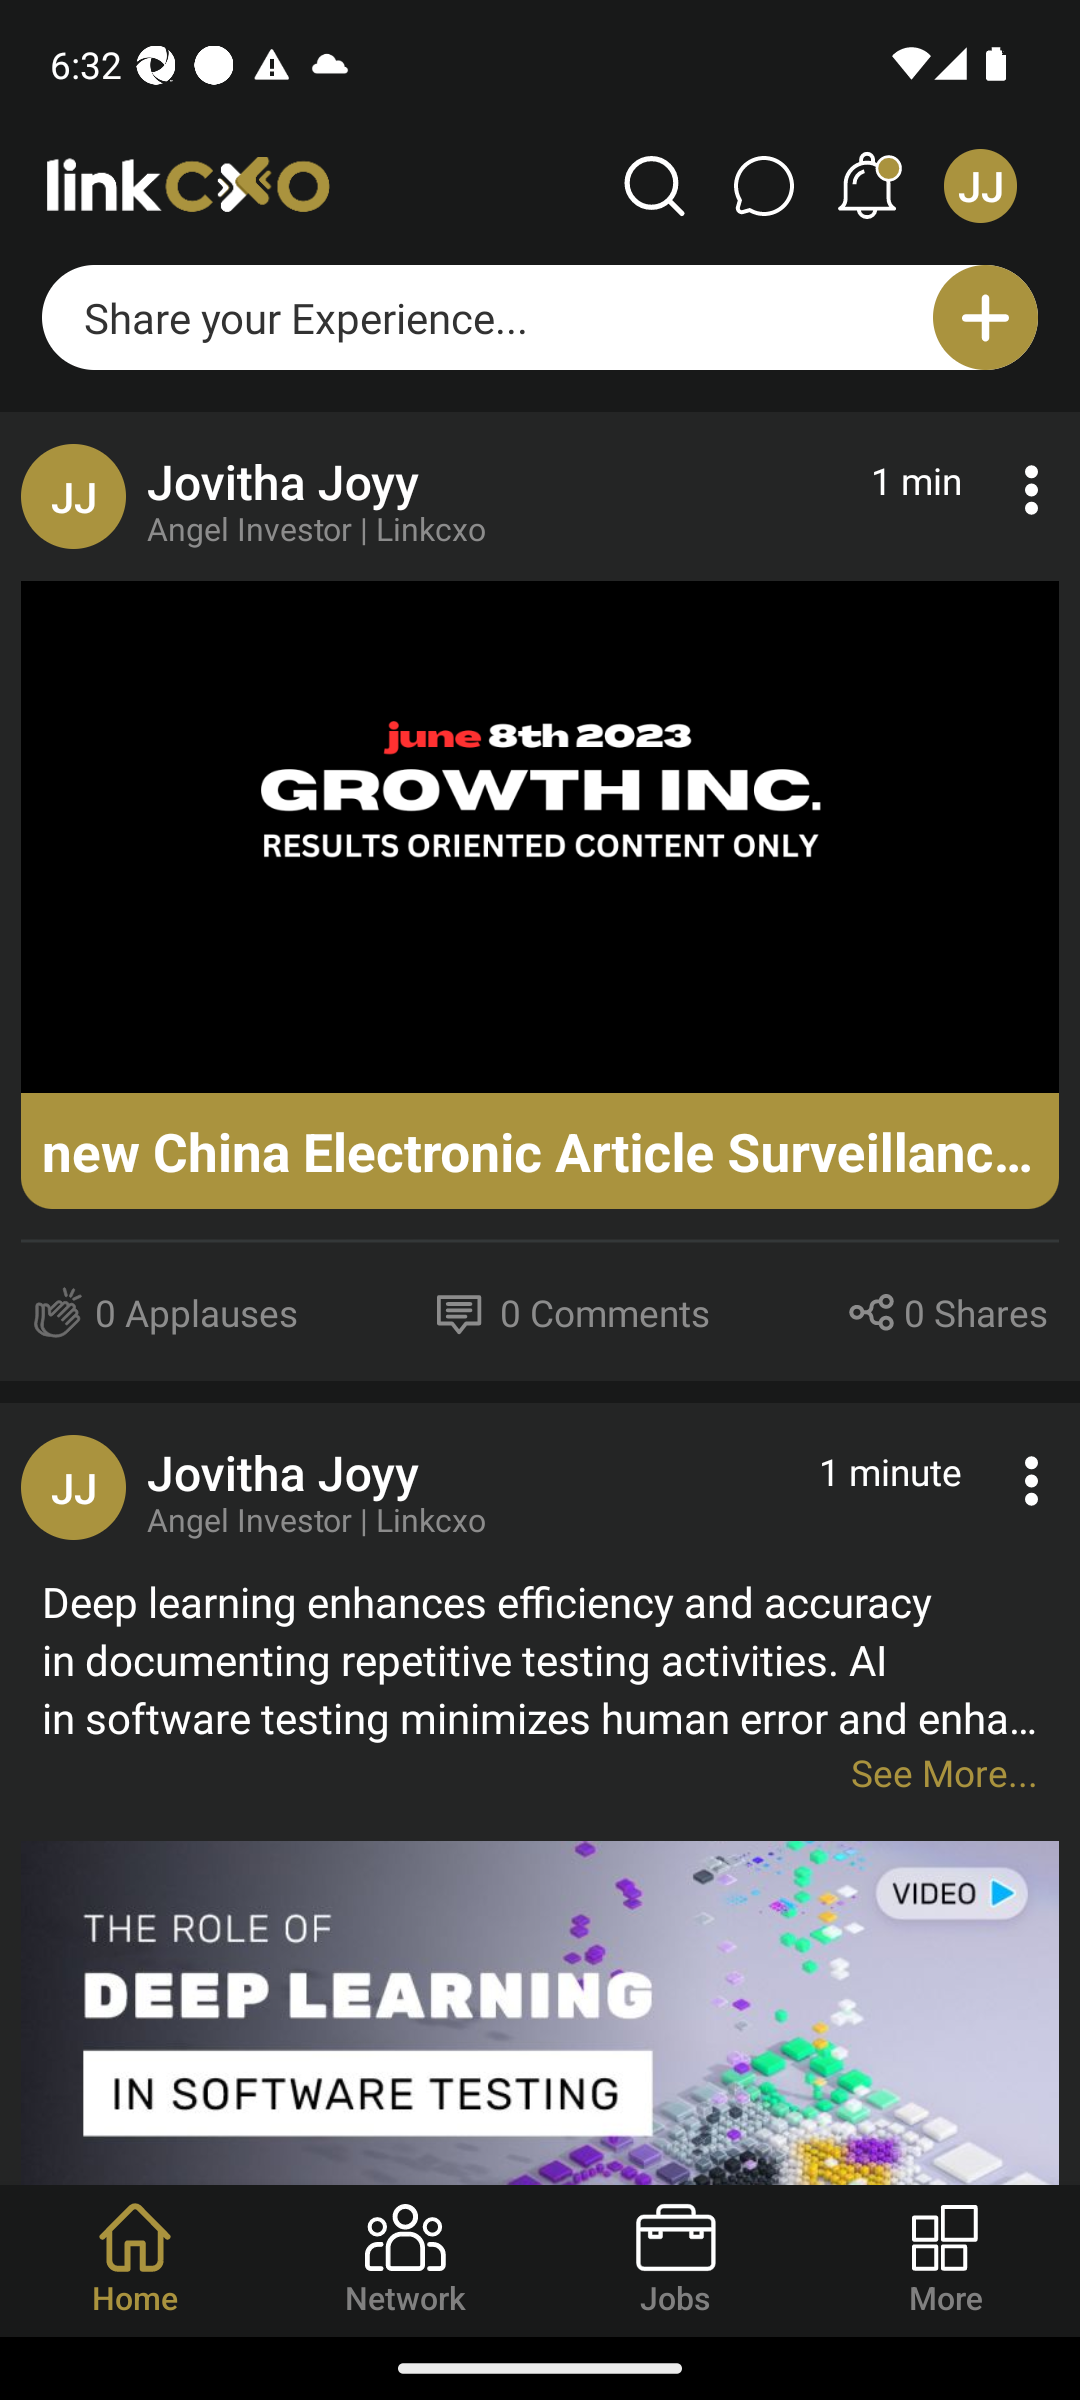 6:32
linkcxo
JJ
Share your Experience...
JJ
Jovitha Joyy
1 min
Angel Investor | Linkcxo
june 8th 2023
GROWTH INC.
RESULTS ORIENTED CONTENT ONLY
new China Electronic Article Surveillanc...
0 Applauses
0 Comments
0 Shares
JJ
Jovitha Joyy
1 minute
Angel Investor | Linkcxo
Deep learning enhances efficiency and accuracy
in documenting repetitive testing activities. AI
in software testing minimizes human error and enha...
See More...
VIDEO
THE ROLE OF
DEEP LEARNING
IN SOFTWARE TESTING
Home
Network
Jobs
More